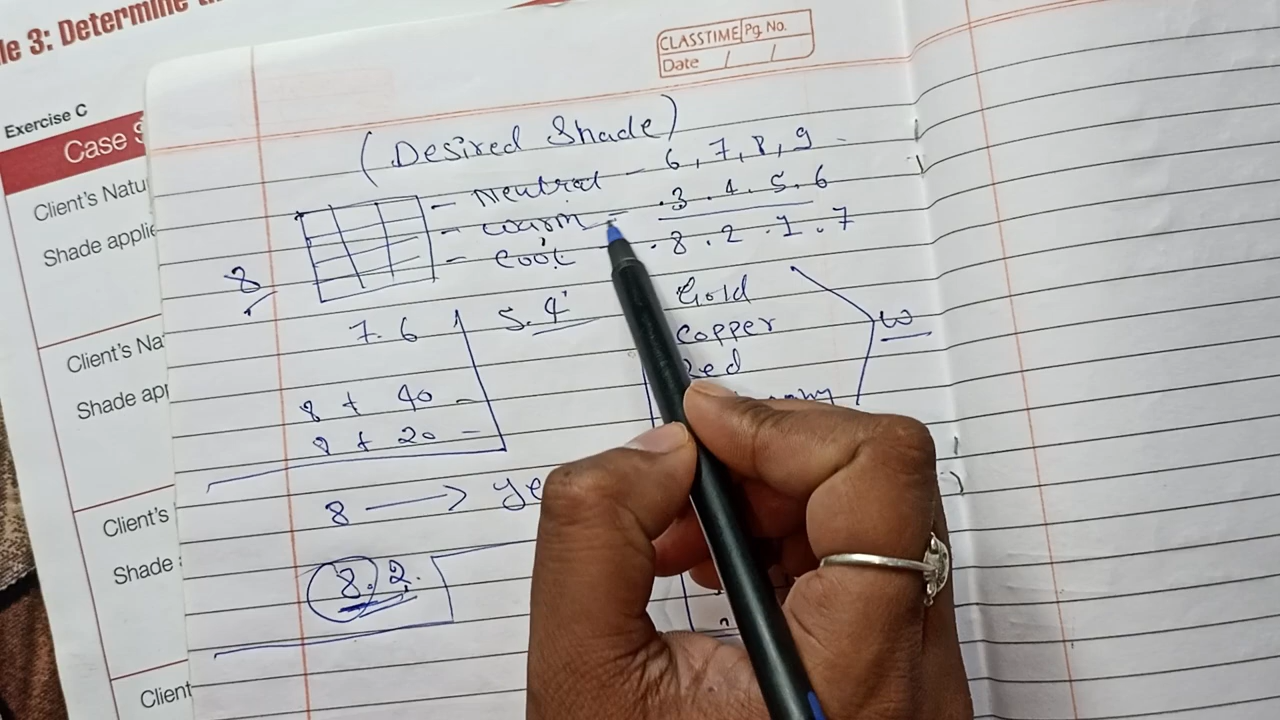 le 3: Determine
Exercise C
Case S
Client's Natu
Shade applie
Client's Na
Shade app
Client's
Shade
Client
CLASSTIME Pg. No.
Date / /
(Desired Shade)
- Neutral - 6, 7, 8, 9
- warm - .3 .4 .5 .6
- cool .8 .2 .1 .7
8
7.6
5.4
Gold
Copper
Red
w
8 + 40 -
8 + 20 -
8 → ye
8.2.